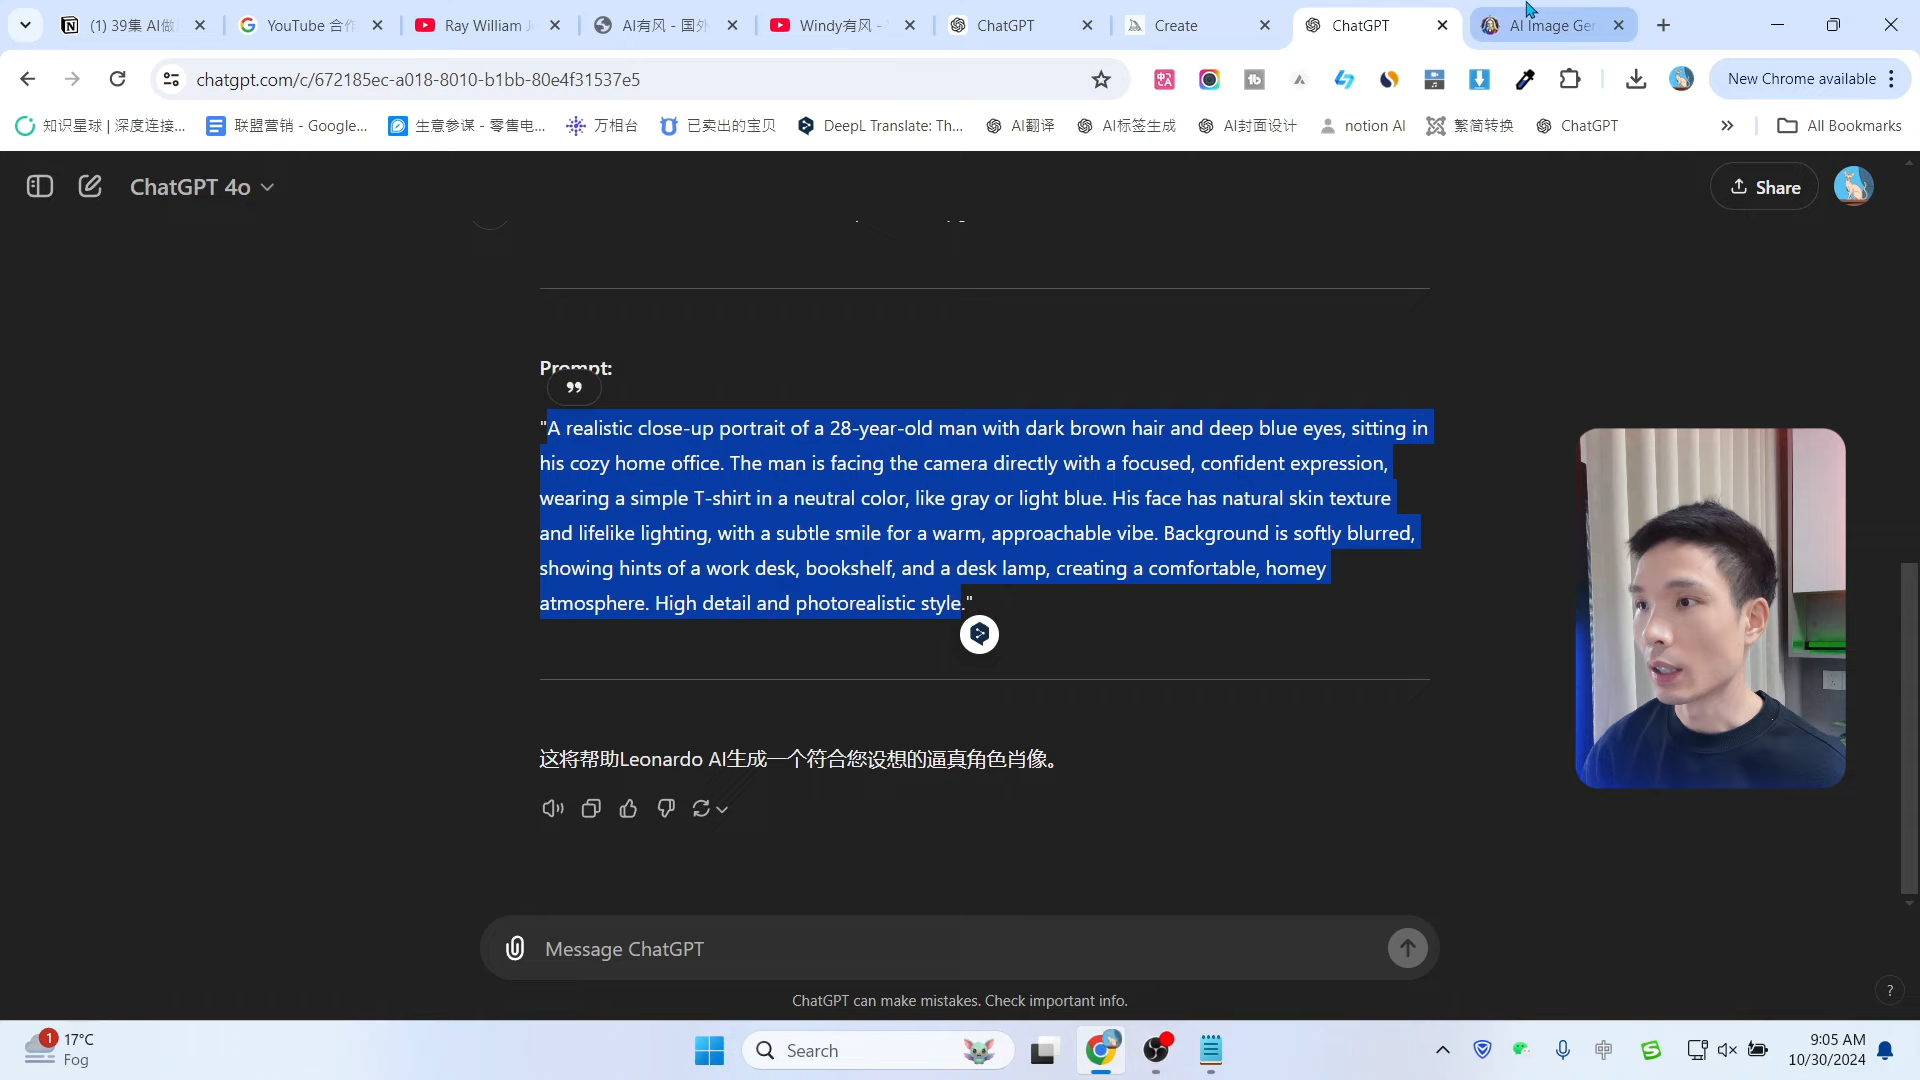 (1) 39集 AI做
YouTube 合作
Ray William J
AI有风 - 国外
Windy有风 -
ChatGPT
Create
ChatGPT
AI Image Ger
chatgpt.com/c/672185ec-a018-8010-b1bb-80e4f31537e5
New Chrome available
知识星球 | 深度连接...
联盟营销 - Google...
生意参谋 - 零售电...
万相台
已卖出的宝贝
DeepL Translate: Th...
AI翻译
AI标签生成
AI封面设计
notion AI
繁简转换
ChatGPT
All Bookmarks
ChatGPT 4o
Share
Prompt:
"A realistic close-up portrait of a 28-year-old man with dark brown hair and deep blue eyes, sitting in
his cozy home office. The man is facing the camera directly with a focused, confident expression,
wearing a simple T-shirt in a neutral color, like gray or light blue. His face has natural skin texture
and lifelike lighting, with a subtle smile for a warm, approachable vibe. Background is softly blurred,
showing hints of a work desk, bookshelf, and a desk lamp, creating a comfortable, homey
atmosphere. High detail and photorealistic style."
这将帮助Leonardo AI生成一个符合您设想的逼真角色肖像。
Message ChatGPT
ChatGPT can make mistakes. Check important info.
?
1
17°C
Fog
Search
中
9:05 AM
10/30/2024